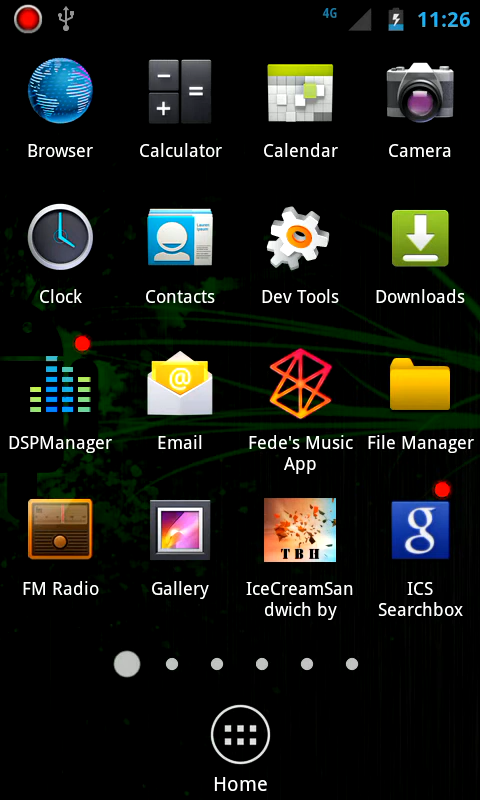 4G 11:26
Browser Calculator Calendar Camera
Clock Contacts Dev Tools Downloads
@
DSPManager Email Fede's Music App File Manager
TBH
g
FM Radio Gallery IceCreamSan
dwich by ICS
Searchbox
Home